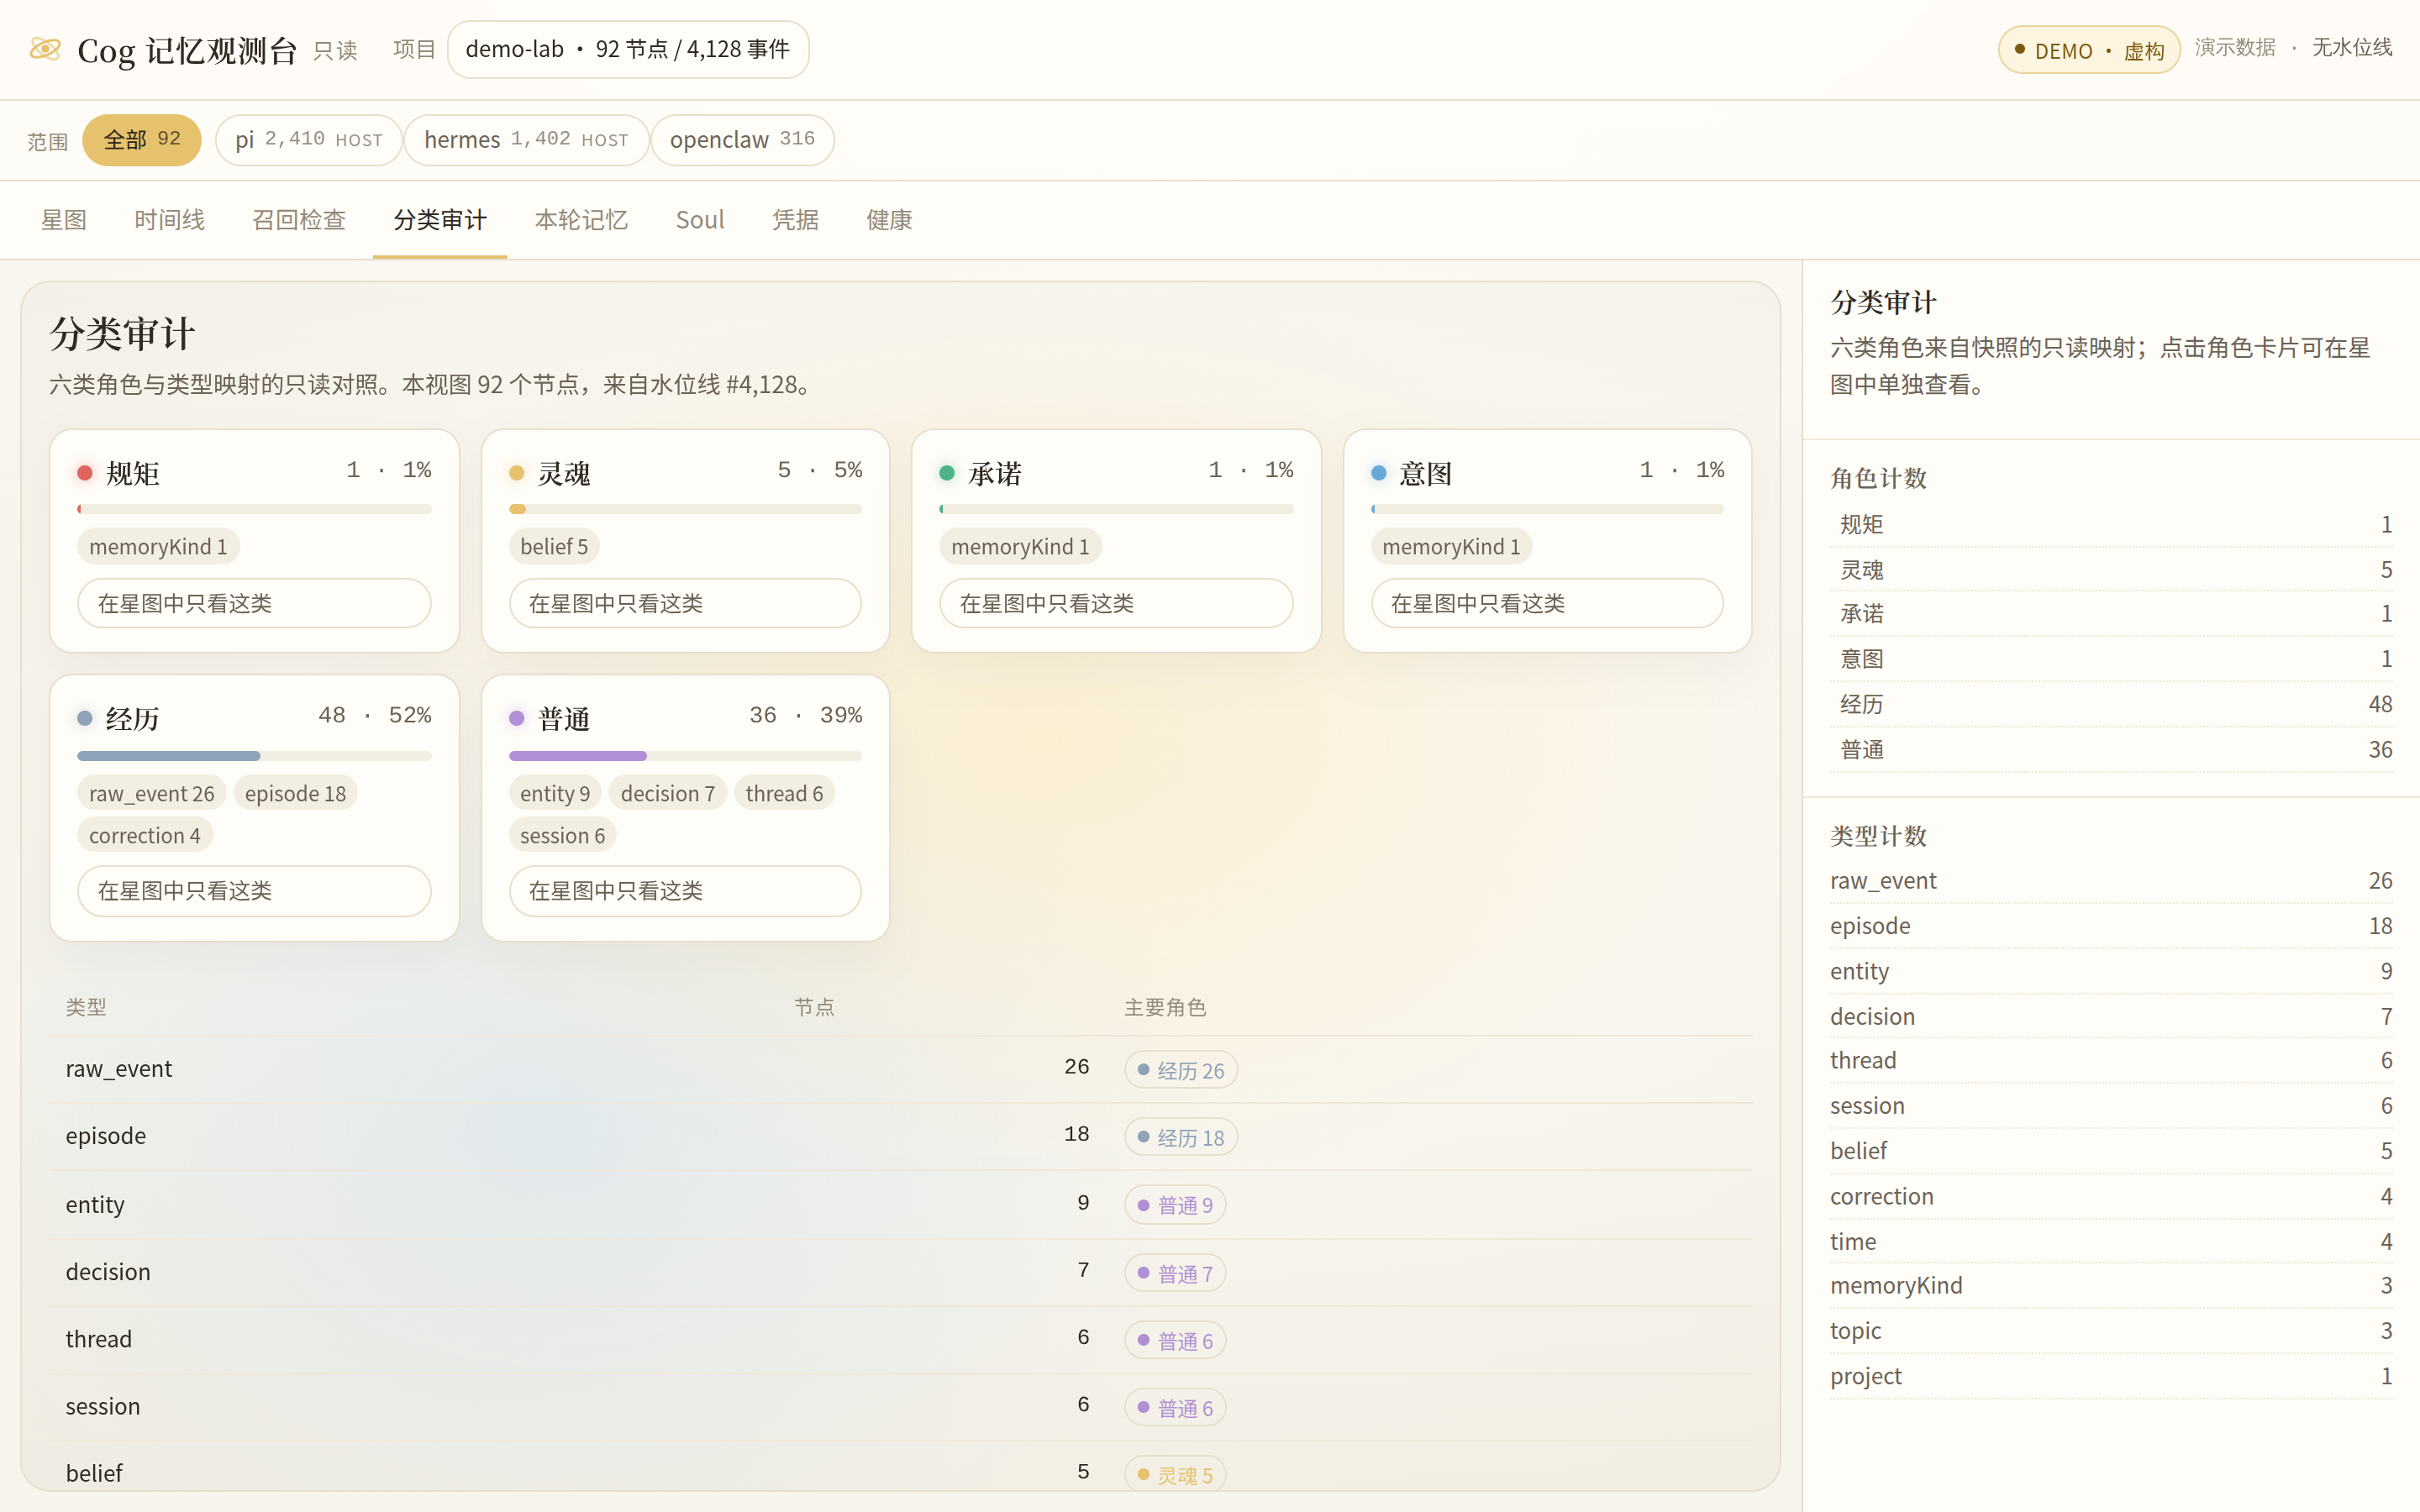 Cog 记忆观测台 只读 项目 demo-lab · 92 节点 / 4,128 事件 DEMO · 虚构 演示数据 · 无水位线
范围 全部 92 pi 2,410 HOST hermes 1,402 HOST openclaw 316
星图 时间线 召回检查 分类审计 本轮记忆 Soul 凭据 健康
分类审计
六类角色与类型映射的只读对照。本视图 92 个节点，来自水位线 #4,128。
规矩 1 · 1%
memoryKind 1
在星图中只看这类
灵魂 5 · 5%
belief 5
在星图中只看这类
承诺 1 · 1%
memoryKind 1
在星图中只看这类
意图 1 · 1%
memoryKind 1
在星图中只看这类
经历 48 · 52%
raw_event 26 episode 18
correction 4
在星图中只看这类
普通 36 · 39%
entity 9 decision 7 thread 6
session 6
在星图中只看这类
类型 节点 主要角色
raw_event 26 经历 26
episode 18 经历 18
entity 9 普通 9
decision 7 普通 7
thread 6 普通 6
session 6 普通 6
belief 5 灵魂 5
分类审计
六类角色来自快照的只读映射；点击角色卡片可在星
图中单独查看。
角色计数
规矩 1
灵魂 5
承诺 1
意图 1
经历 48
普通 36
类型计数
raw_event 26
episode 18
entity 9
decision 7
thread 6
session 6
belief 5
correction 4
time 4
memoryKind 3
topic 3
project 1